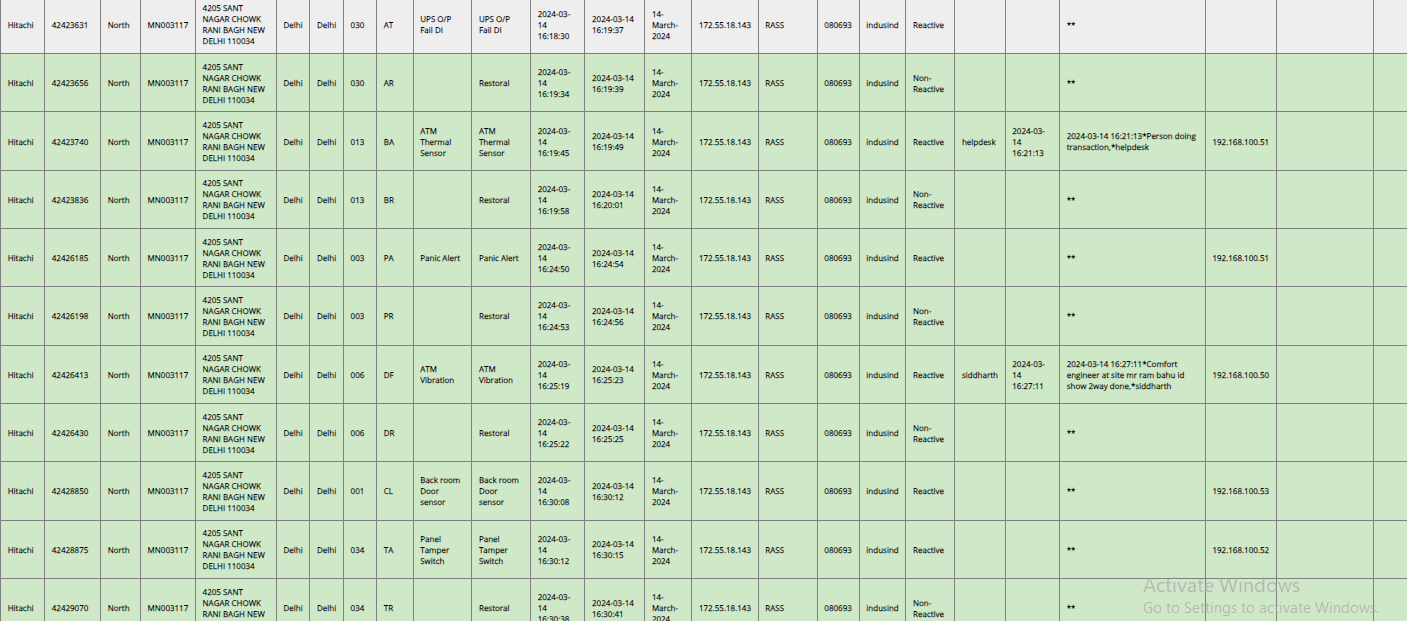 Hitachi 42423631 North MN003117 4205 SANT NAGAR CHOWK RANI BAGH NEW DELHI 110034 Delhi Delhi 030 AT UPS O/P Fail DI UPS O/P Fail DI 2024-03-14 16:18:30 2024-03-14 16:19:37 14-March-2024 172.55.18.143 RASS 080693 indusind Reactive **
Hitachi 42423656 North MN003117 4205 SANT NAGAR CHOWK RANI BAGH NEW DELHI 110034 Delhi Delhi 030 AR Restoral 2024-03-14 16:19:34 2024-03-14 16:19:39 14-March-2024 172.55.18.143 RASS 080693 indusind Non-Reactive **
Hitachi 42423740 North MN003117 4205 SANT NAGAR CHOWK RANI BAGH NEW DELHI 110034 Delhi Delhi 013 BA ATM Thermal Sensor ATM Thermal Sensor 2024-03-14 16:19:45 2024-03-14 16:19:49 14-March-2024 172.55.18.143 RASS 080693 indusind Reactive helpdesk 2024-03-14 16:21:13 2024-03-14 16:21:13*Person doing transaction,*helpdesk 192.168.100.51
Hitachi 42423836 North MN003117 4205 SANT NAGAR CHOWK RANI BAGH NEW DELHI 110034 Delhi Delhi 013 BR Restoral 2024-03-14 16:19:58 2024-03-14 16:20:01 14-March-2024 172.55.18.143 RASS 080693 indusind Non-Reactive **
Hitachi 42426185 North MN003117 4205 SANT NAGAR CHOWK RANI BAGH NEW DELHI 110034 Delhi Delhi 003 PA Panic Alert Panic Alert 2024-03-14 16:24:50 2024-03-14 16:24:54 14-March-2024 172.55.18.143 RASS 080693 indusind Reactive ** 192.168.100.51
Hitachi 42426198 North MN003117 4205 SANT NAGAR CHOWK RANI BAGH NEW DELHI 110034 Delhi Delhi 003 PR Restoral 2024-03-14 16:24:53 2024-03-14 16:24:56 14-March-2024 172.55.18.143 RASS 080693 indusind Non-Reactive **
Hitachi 42426413 North MN003117 4205 SANT NAGAR CHOWK RANI BAGH NEW DELHI 110034 Delhi Delhi 006 DF ATM Vibration ATM Vibration 2024-03-14 16:25:19 2024-03-14 16:25:23 14-March-2024 172.55.18.143 RASS 080693 indusind Reactive siddharth 2024-03-14 16:27:11 2024-03-14 16:27:11*Comfort engineer at site mr ram bahu id show 2way done,*siddharth 192.168.100.50
Hitachi 42426430 North MN003117 4205 SANT NAGAR CHOWK RANI BAGH NEW DELHI 110034 Delhi Delhi 006 DR Restoral 2024-03-14 16:25:22 2024-03-14 16:25:25 14-March-2024 172.55.18.143 RASS 080693 indusind Non-Reactive **
Hitachi 42428850 North MN003117 4205 SANT NAGAR CHOWK RANI BAGH NEW DELHI 110034 Delhi Delhi 001 CL Back room Door sensor Back room Door sensor 2024-03-14 16:30:08 2024-03-14 16:30:12 14-March-2024 172.55.18.143 RASS 080693 indusind Reactive ** 192.168.100.53
Hitachi 42428875 North MN003117 4205 SANT NAGAR CHOWK RANI BAGH NEW DELHI 110034 Delhi Delhi 034 TA Panel Tamper Switch Panel Tamper Switch 2024-03-14 16:30:12 2024-03-14 16:30:15 14-March-2024 172.55.18.143 RASS 080693 indusind Reactive ** 192.168.100.52
Hitachi 42429070 North MN003117 4205 SANT NAGAR CHOWK RANI BAGH NEW Delhi Delhi 034 TR Restoral 2024-03-14 16:30:38 2024-03-14 16:30:41 14-March-2024 172.55.18.143 RASS 080693 indusind Non-Reactive **
Activate Windows
Go to Settings to activate Windows.